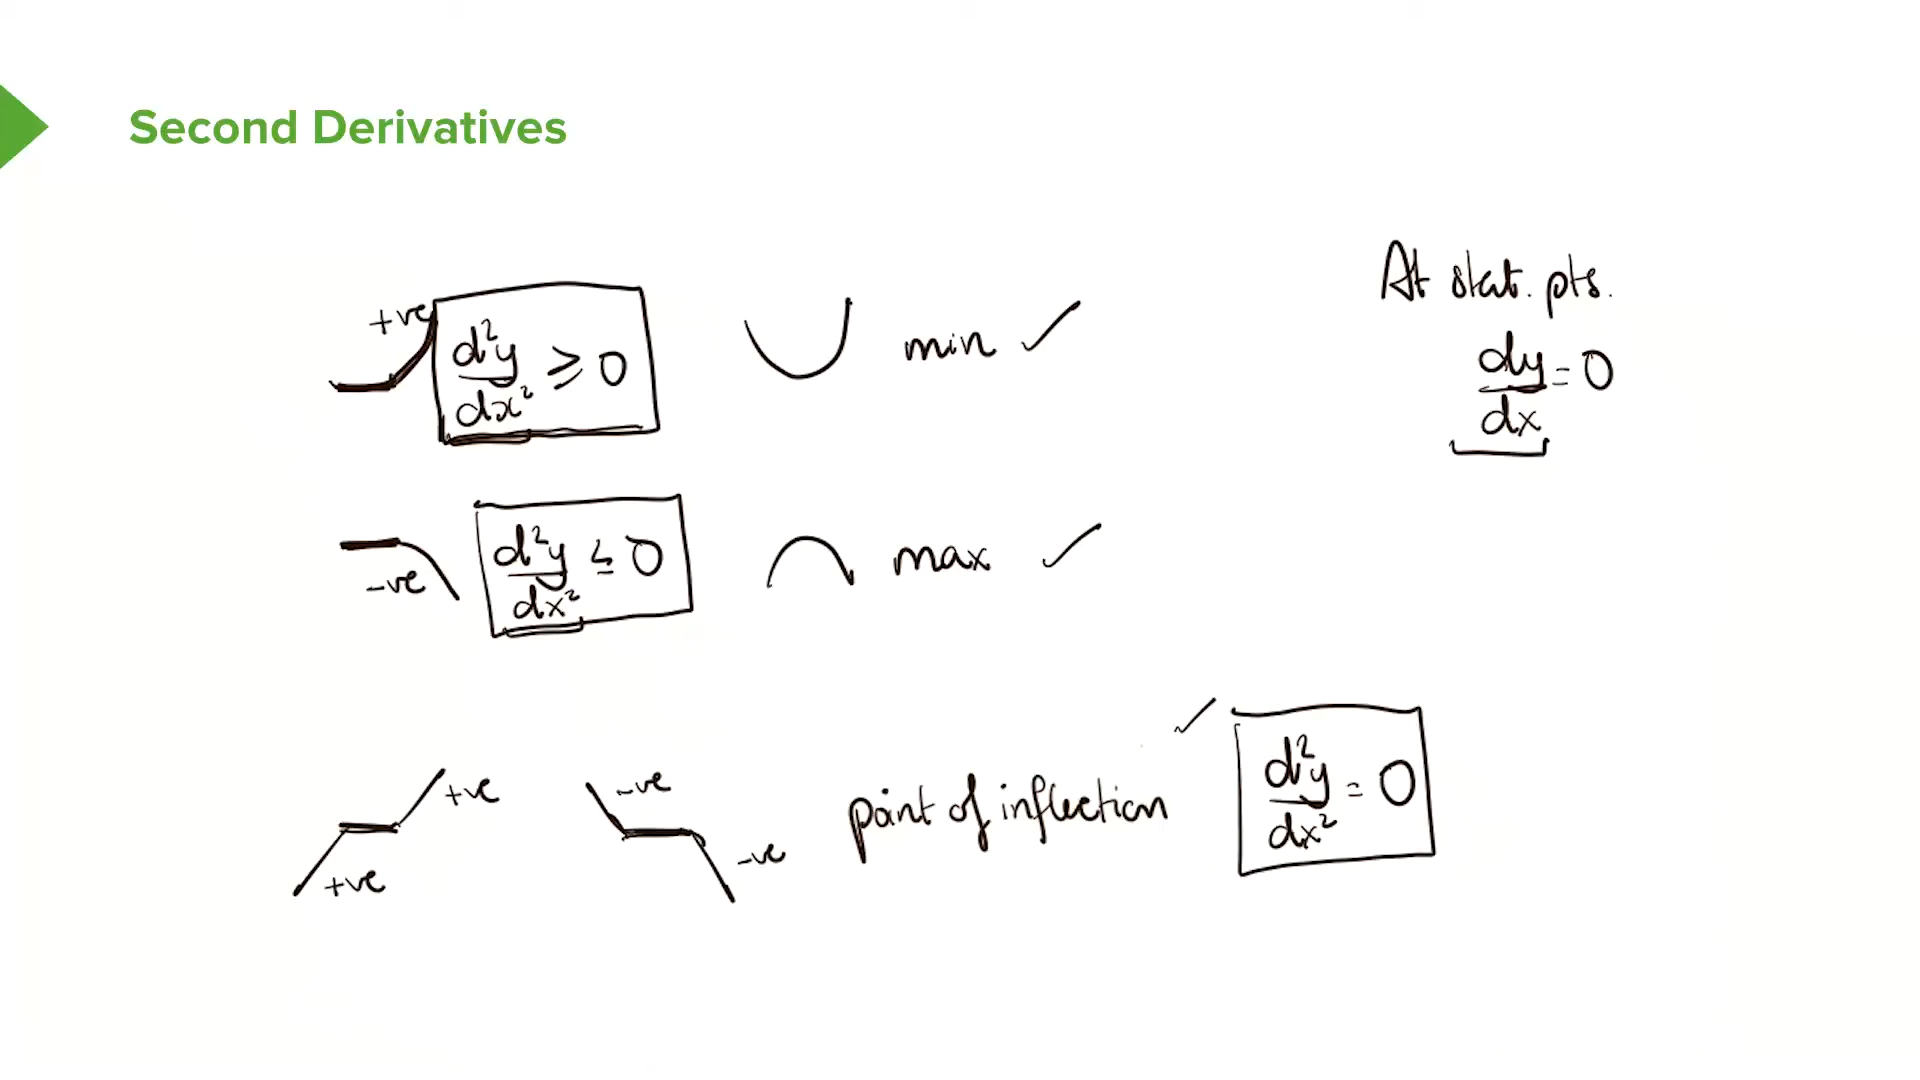 Second Derivatives
At stat. pts.
dy/dx = 0
+ve
d²y/dx² ⩾ 0
min ✓
-ve
d²y/dx² ≤ 0
max ✓
+ve
+ve
-ve
-ve
point of inflection ✓
d²y/dx² = 0